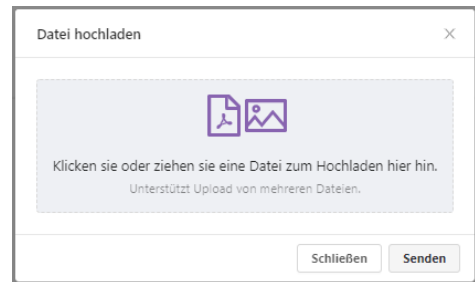 Datei hochladen
Klicken sie oder ziehen sie eine Datei zum Hochladen hier hin.
Unterstützt Upload von mehreren Dateien.
Schließen Senden